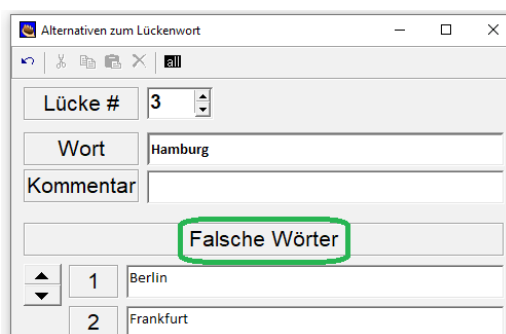 Alternativen zum Lückenwort
all
Lücke # 3
Wort Hamburg
Kommentar
Falsche Wörter
1 Berlin
2 Frankfurt